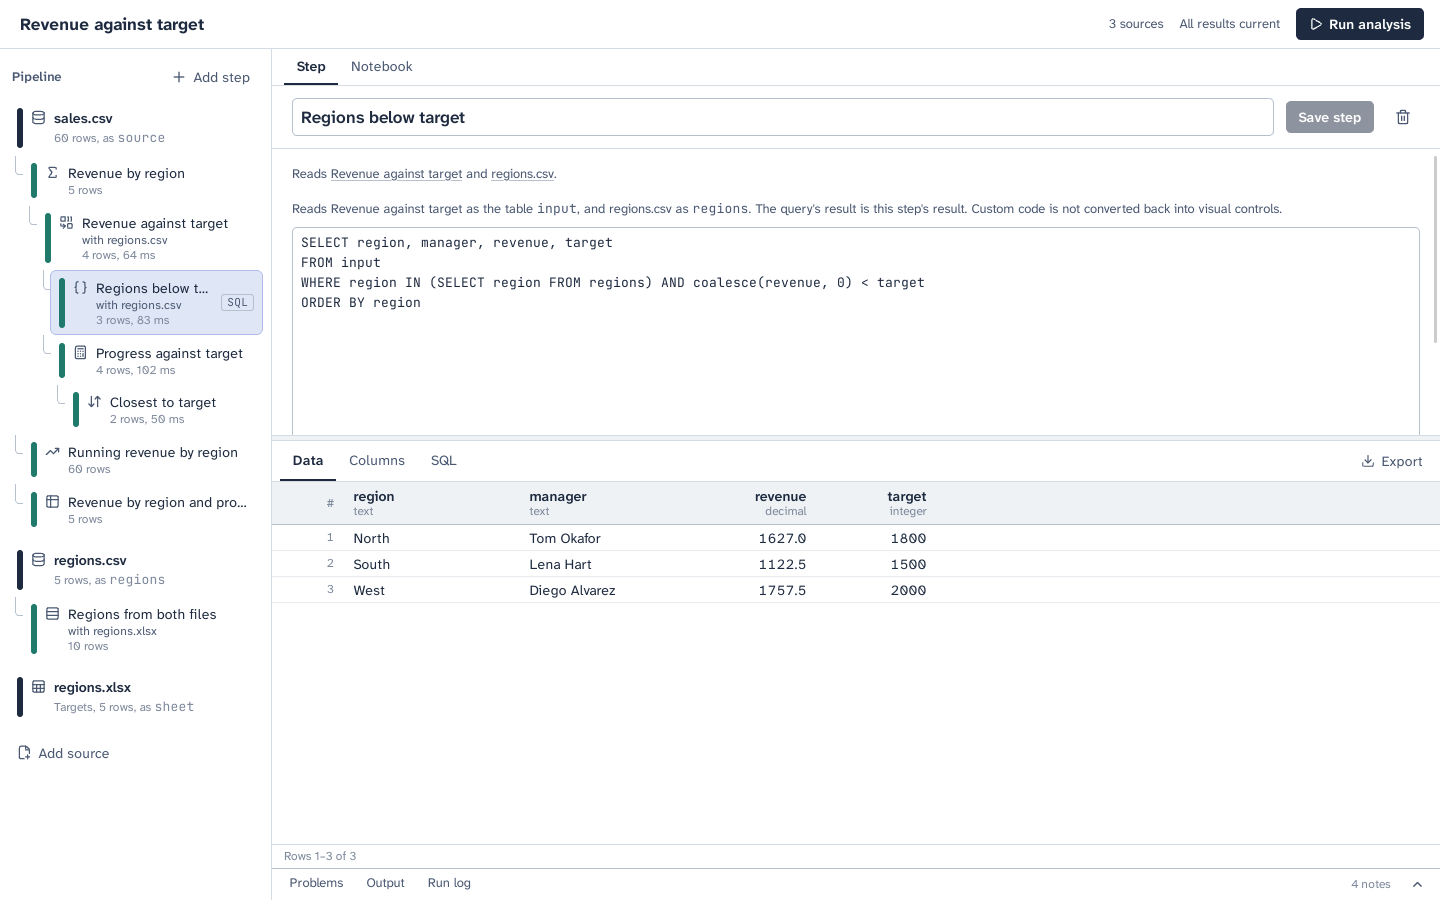 Revenue against target
3 sources
All results current
Run analysis
Pipeline
Add step
sales.csv
60 rows, as source
Revenue by region
5 rows
Revenue against target
with regions.csv
4 rows, 64 ms
Regions below t...
with regions.csv
3 rows, 83 ms
SQL
Progress against target
4 rows, 102 ms
Closest to target
2 rows, 50 ms
Running revenue by region
60 rows
Revenue by region and pro...
5 rows
regions.csv
5 rows, as regions
Regions from both files
with regions.xlsx
10 rows
regions.xlsx
Targets, 5 rows, as sheet
Add source
Step
Notebook
Regions below target
Save step
Reads Revenue against target and regions.csv.
Reads Revenue against target as the table input, and regions.csv as regions. The query's result is this step's result. Custom code is not converted back into visual controls.
SELECT region, manager, revenue, target
FROM input
WHERE region IN (SELECT region FROM regions) AND coalesce(revenue, 0) < target
ORDER BY region
Data
Columns
SQL
Export
# region manager revenue target
text text decimal integer
1 North Tom Okafor 1627.0 1800
2 South Lena Hart 1122.5 1500
3 West Diego Alvarez 1757.5 2000
Rows 1–3 of 3
Problems
Output
Run log
4 notes